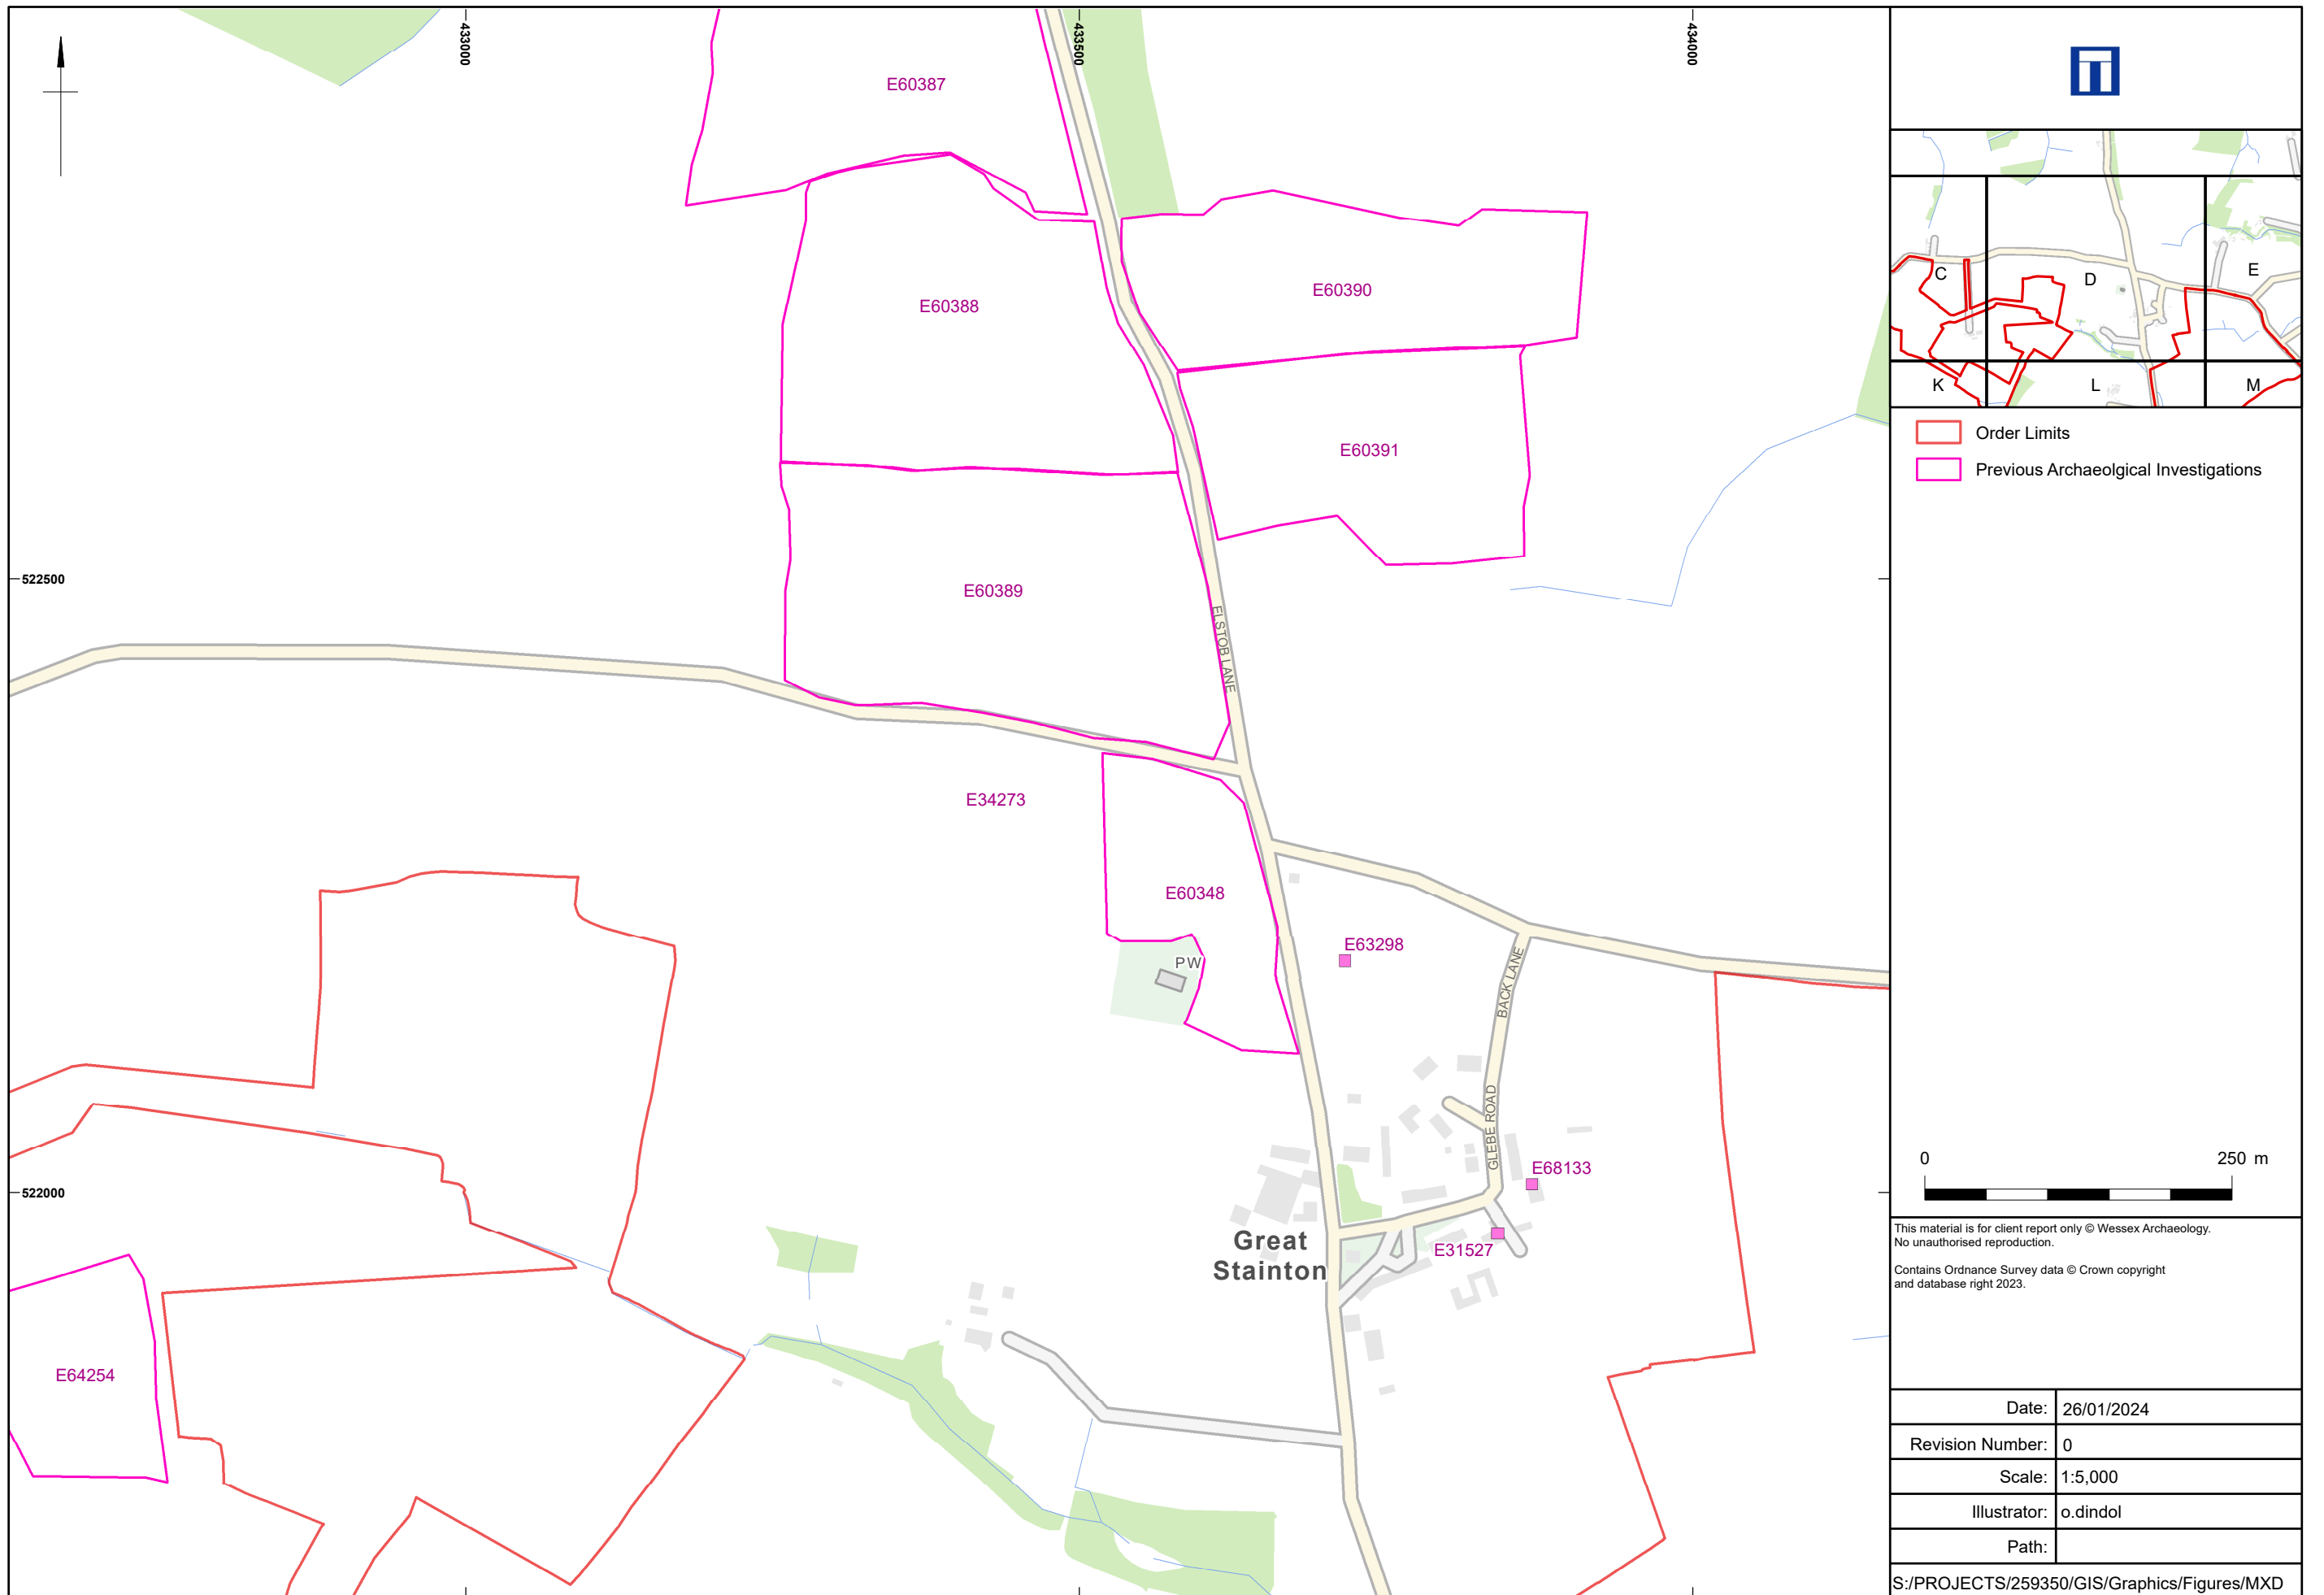 433000
433500
434000
E60387
E60388
E60390
E60391
522500
E60389
ELSTOB LANE
E34273
E60348
E63298
PW
BACK LANE
GLEBE ROAD
E68133
522000
Great
Stainton
E31527
E64254
C
D
E
K
L
M
Order Limits
Previous Archaeolgical Investigations
0 250 m
This material is for client report only © Wessex Archaeology.
No unauthorised reproduction.
Contains Ordnance Survey data © Crown copyright
and database right 2023.
Date: 26/01/2024
Revision Number: 0
Scale: 1:5,000
Illustrator: o.dindol
Path:
S:/PROJECTS/259350/GIS/Graphics/Figures/MXD